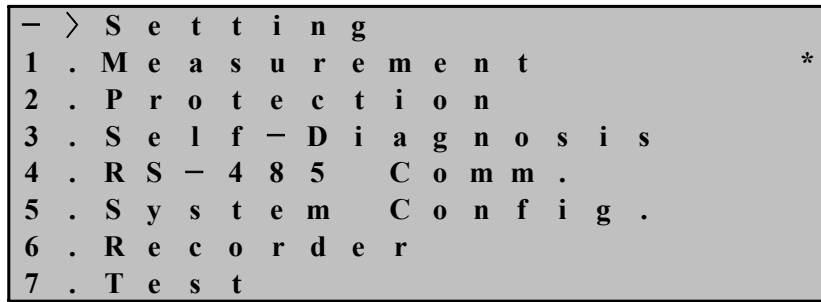 -> Setting
1.Measurement *
2.Protection
3.Self-Diagnosis
4.RS-485 Comm.
5.System Config.
6.Recorder
7.Test